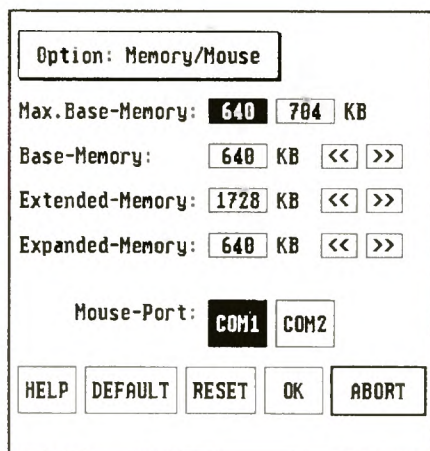 Option: Memory/Mouse
Max.Base-Memory: 640 704 KB
Base-Memory: 640 KB << >>
Extended-Memory: 1728 KB << >>
Expanded-Memory: 640 KB << >>
Mouse-Port: COM1 COM2
HELP DEFAULT RESET OK ABORT